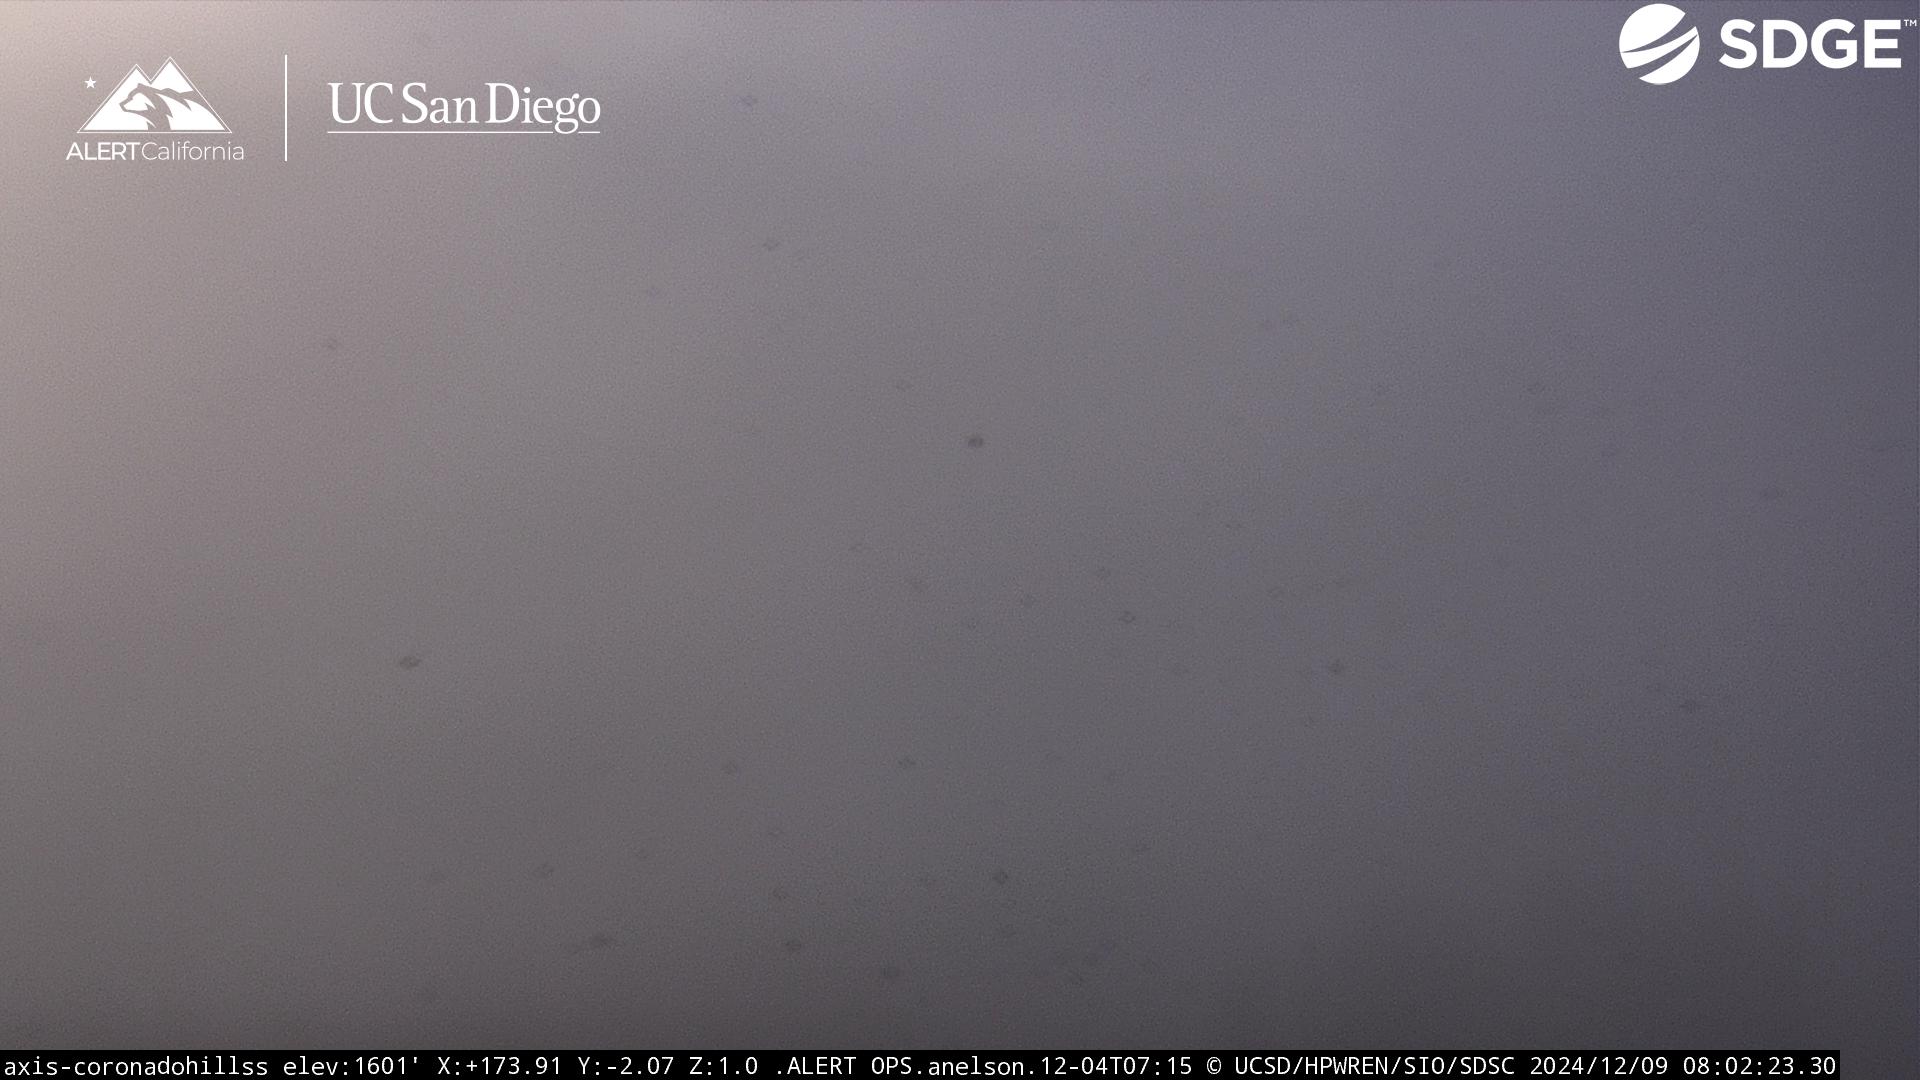 ALERTCalifornia
UC San Diego
SDGE™
axis-coronadohillss elev:1601' X:+173.91 Y:-2.07 Z:1.0 .ALERT OPS.anelson.12-04T07:15 © UCSD/HPWREN/SIO/SDSC 2024/12/09 08:02:23.30